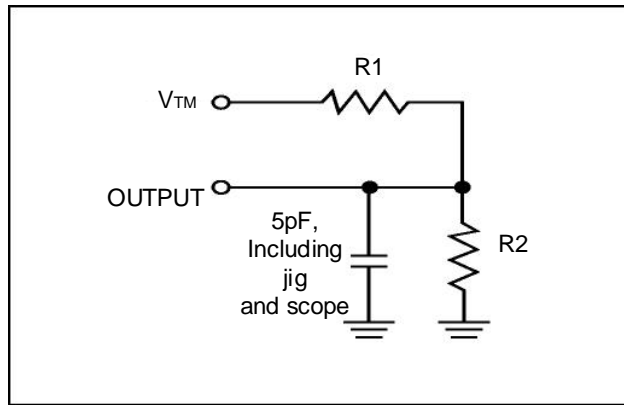 R1
VTM
OUTPUT
5pF,
Including
jig
and scope
R2